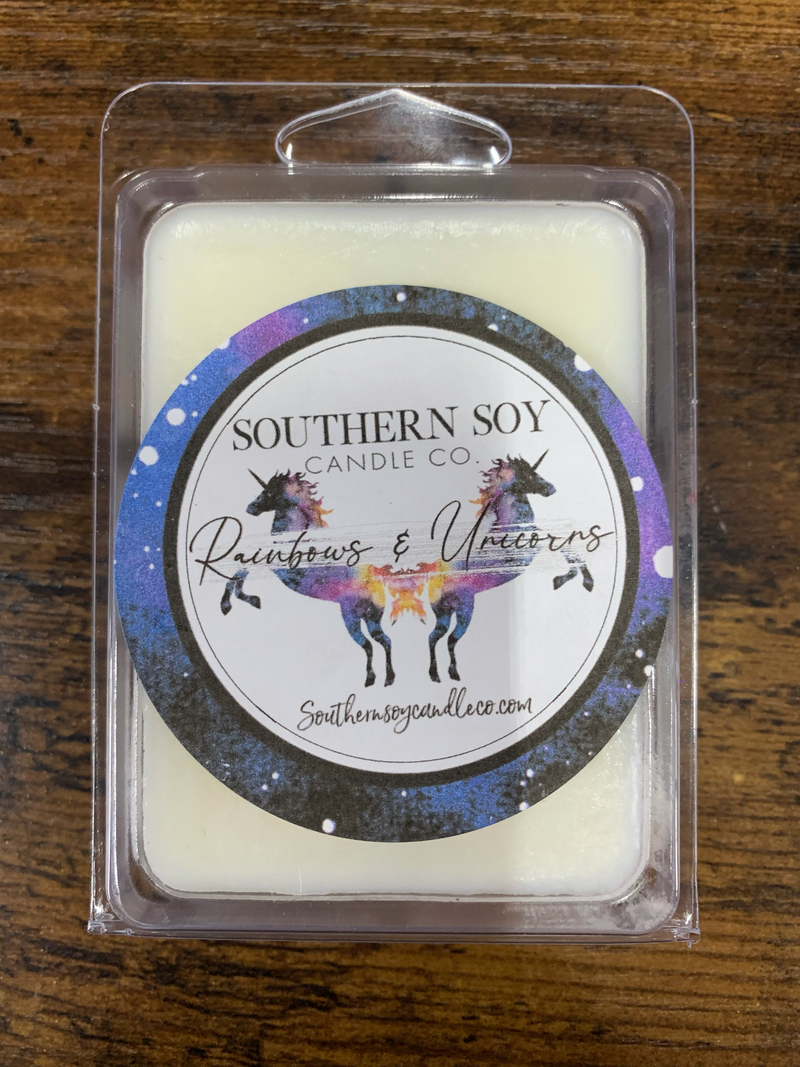 SOUTHERN SOY
CANDLE CO.
Rainbows & Unicorns
Southernsoycandleco.com